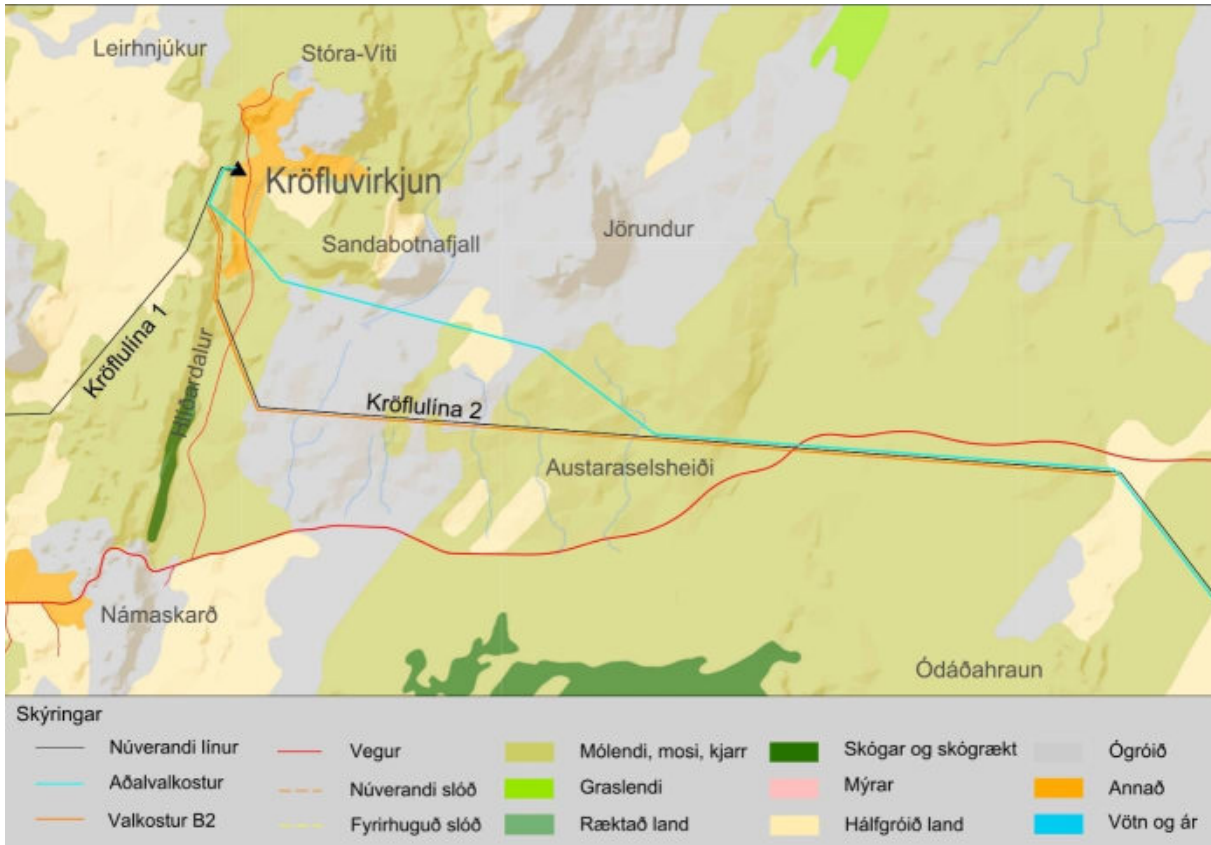 Leirhnjúkur
Stóra-Víti
Kröfluvirkjun
Sandabotnafjall
Jörundur
Kröflulína 1
Hlíðardalur
Kröflulína 2
Austaraselsheiði
Námaskarð
Ódáðahraun
Skýringar
Núverandi línur
Aðalvalkostur
Valkostur B2
Vegur
Núverandi slóð
Fyrirhuguð slóð
Mólendi, mosi, kjarr
Graslendi
Ræktað land
Skógar og skógrækt
Mýrar
Hálfgróið land
Ógróið
Annað
Vötn og ár